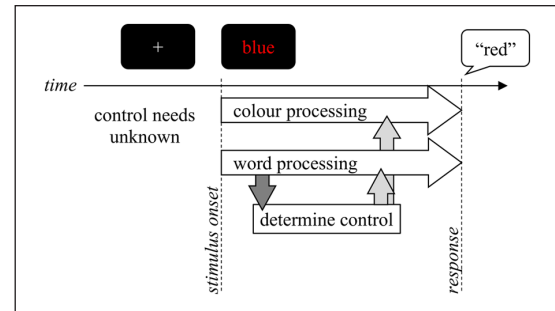 +
blue
“red”
time
control needs
unknown
colour processing
word processing
determine control
stimulus onset
response